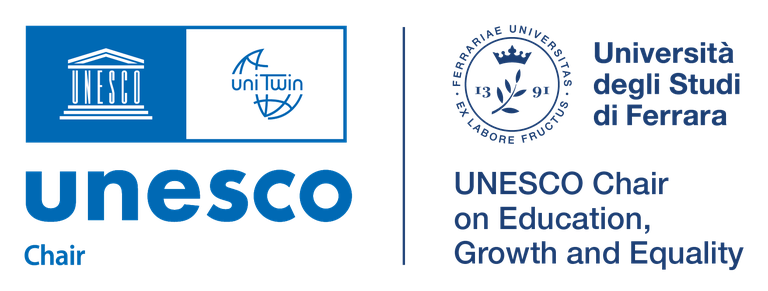 UNESCO
uniTwin
unesco
Chair
FERRARIAE UNIVERSITAS
13 91
EX LABORE FRUCTUS
Università
degli Studi
di Ferrara
UNESCO Chair
on Education,
Growth and Equality